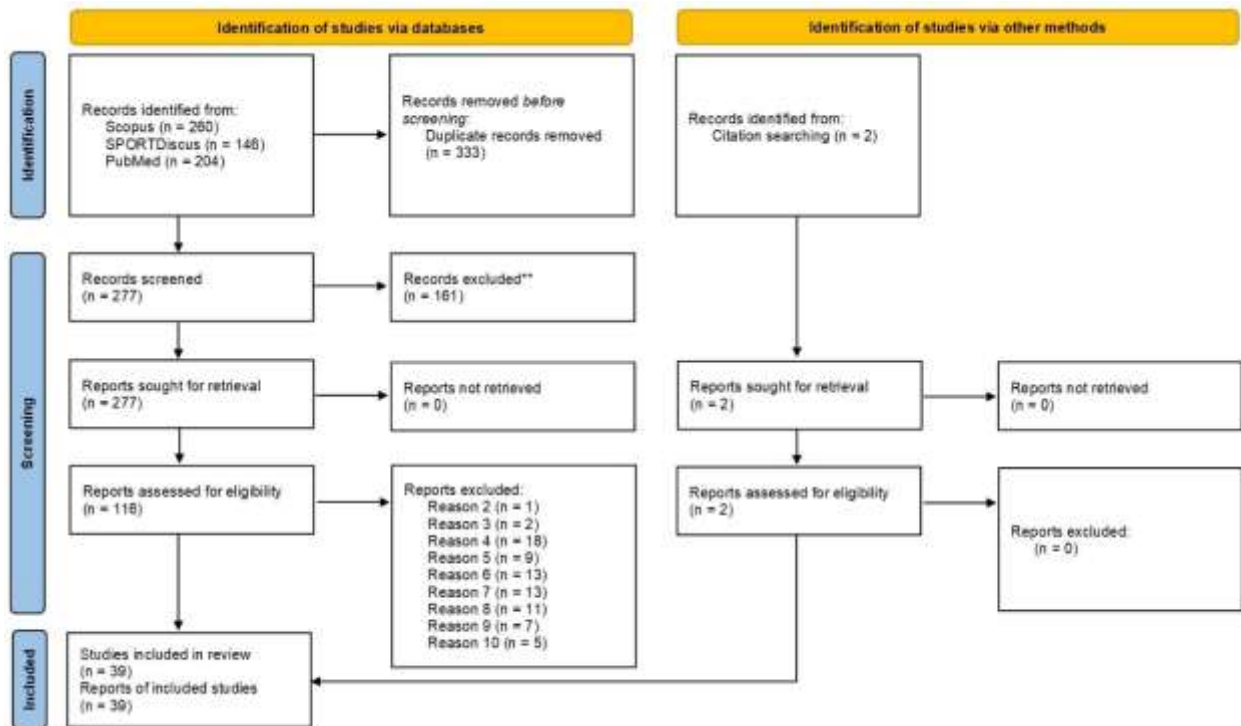 Identification of studies via databases
Identification of studies via other methods
Identification
Records identified from:
Scopus (n = 260)
SPORTDiscus (n = 146)
PubMed (n = 204)
Records removed before
screening:
Duplicate records removed
(n = 333)
Records identified from:
Citation searching (n = 2)
Screening
Records screened
(n = 277)
Records excluded**
(n = 161)
Reports sought for retrieval
(n = 277)
Reports not retrieved
(n = 0)
Reports sought for retrieval
(n = 2)
Reports not retrieved
(n = 0)
Reports assessed for eligibility
(n = 116)
Reports excluded:
Reason 2 (n = 1)
Reason 3 (n = 2)
Reason 4 (n = 18)
Reason 5 (n = 9)
Reason 6 (n = 13)
Reason 7 (n = 13)
Reason 8 (n = 11)
Reason 9 (n = 7)
Reason 10 (n = 5)
Reports assessed for eligibility
(n = 2)
Reports excluded:
(n = 0)
Included
Studies included in review
(n = 39)
Reports of included studies
(n = 39)